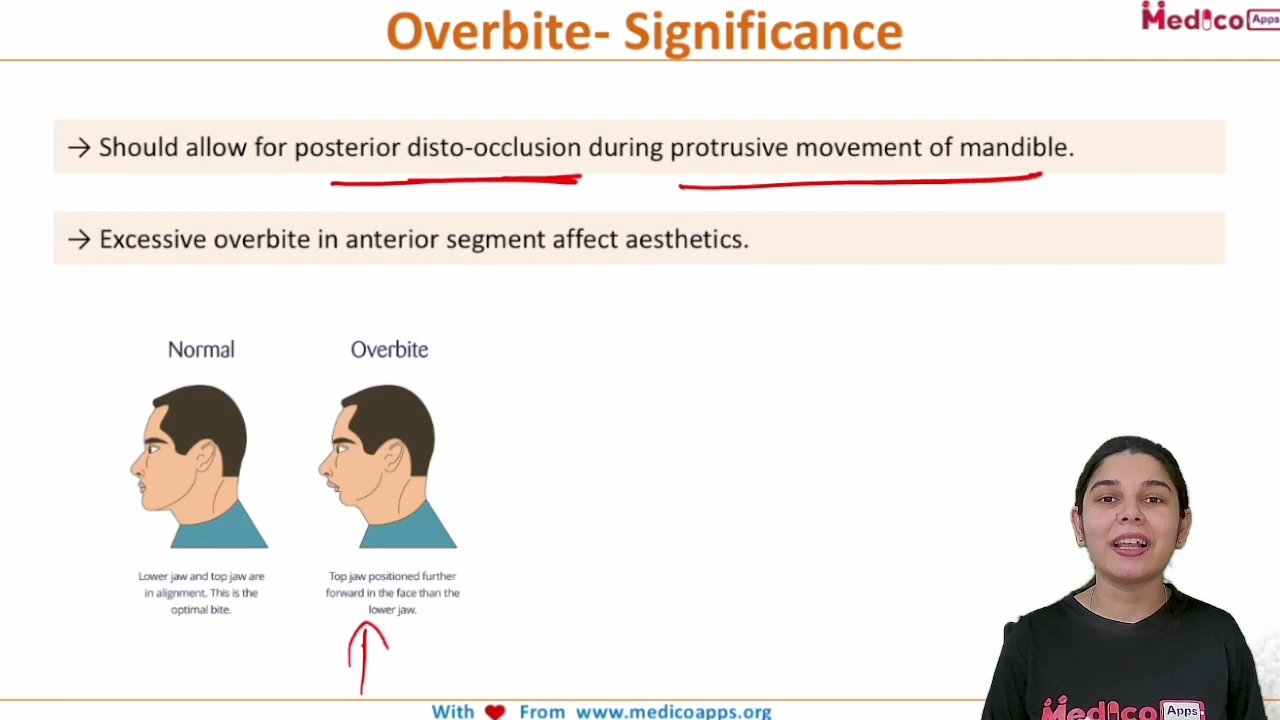 Overbite- Significance
Medico Apps
→ Should allow for posterior disto-occlusion during protrusive movement of mandible.
→ Excessive overbite in anterior segment affect aesthetics.
Normal
Overbite
Lower jaw and top jaw are
in alignment. This is the
optimal bite.
Top jaw positioned further
forward in the face than the
lower jaw.
Medico Apps
With ❤ From www.medicoapps.org